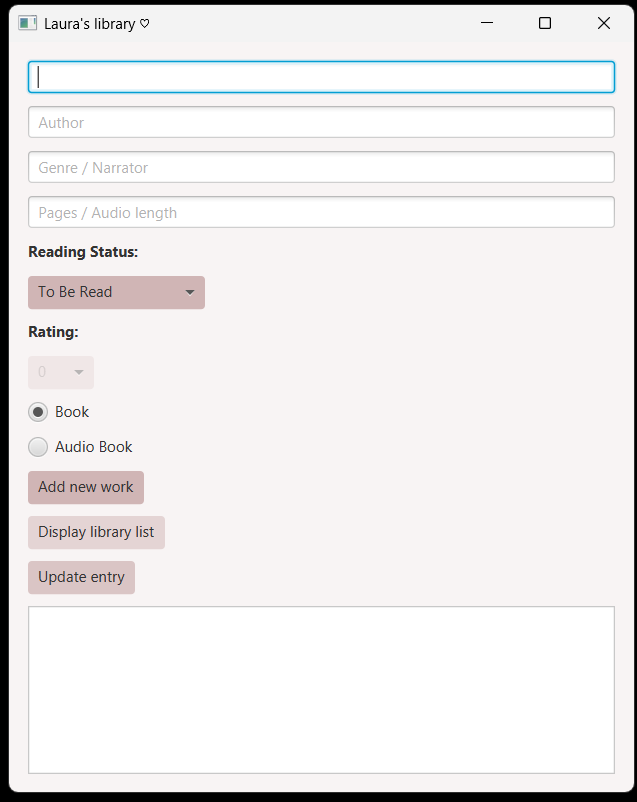 Laura's library ♡
Author
Genre / Narrator
Pages / Audio length
Reading Status:
To Be Read
Rating:
0
Book
Audio Book
Add new work
Display library list
Update entry